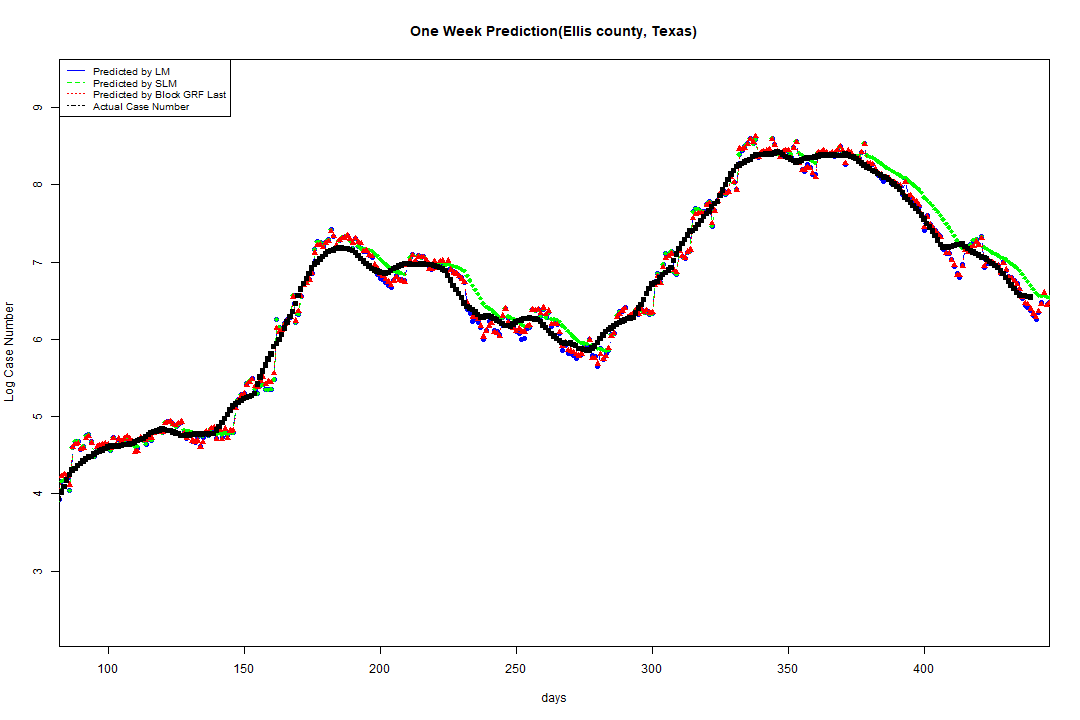 One Week Prediction(Ellis county, Texas)
Predicted by LM
Predicted by SLM
Predicted by Block GRF Last
Actual Case Number
9
8
7
6
5
4
3
Log Case Number
100 150 200 250 300 350 400
days